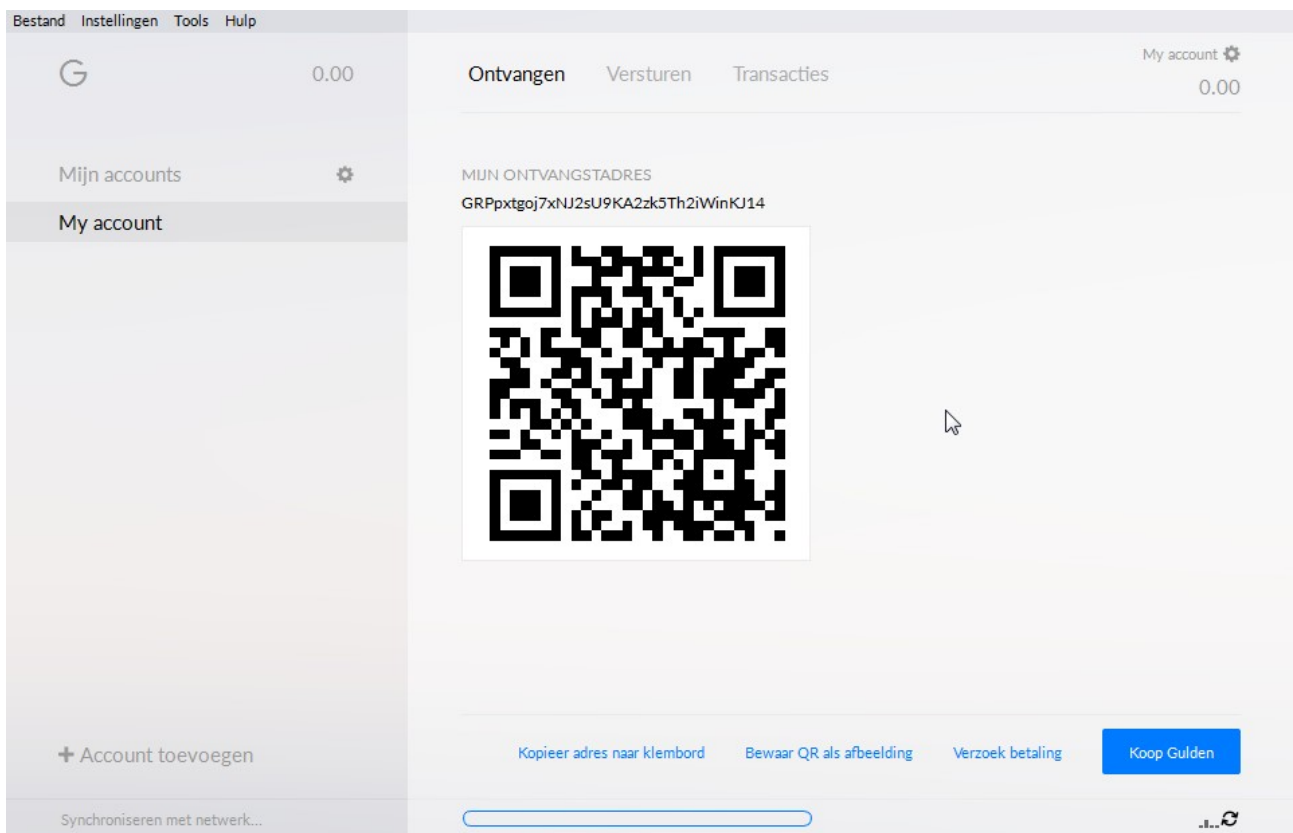 Bestand Instellingen Tools Hulp
G 0.00
Ontvangen Versturen Transacties
My account
0.00
Mijn accounts
My account
MIJN ONTVANGSTADRES
GRPpxtgoj7xNJ2sU9KA2zk5Th2iWinKJ14
Account toevoegen
Kopieer adres naar klembord Bewaar QR als afbeelding Verzoek betaling Koop Gulden
Synchroniseren met netwerk...